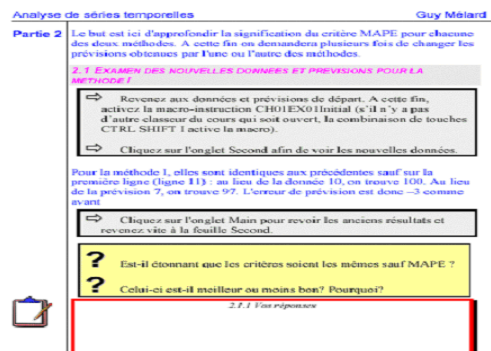 Analyse de séries temporelles Guy Mélard
Partie 2 Le but est ici d'approfondir la signification du critère MAPE pour chacune
des deux méthodes. A cette fin on demandera plusieurs fois de changer les
prévisions obtenues par l'une ou l'autre des méthodes.
2.1 EXAMEN DES NOUVELLES DONNEES ET PREVISIONS POUR LA
METHODE I
⇨ Revenez aux données et prévisions de départ. A cette fin,
activez la macro-instruction CH01EX01Initial (s'il n'y a pas
d'autre classeur du cours qui soit ouvert, la combinaison de touches
CTRL SHIFT I active la macro).
⇨ Cliquez sur l'onglet Second afin de voir les nouvelles données.
Pour la méthode I, elles sont identiques aux précédentes sauf sur la
première ligne (ligne 11) : au lieu de la donnée 10, on trouve 100. Au lieu
de la prévision 7, on trouve 97. L'erreur de prévision est donc –3 comme
avant
⇨ Cliquez sur l'onglet Main pour revoir les anciens résultats et
revenez vite à la feuille Second.
? Est-il étonnant que les critères soient les mêmes sauf MAPE ?
? Celui-ci est-il meilleur ou moins bon? Pourquoi?
2.1.1 Vos réponses